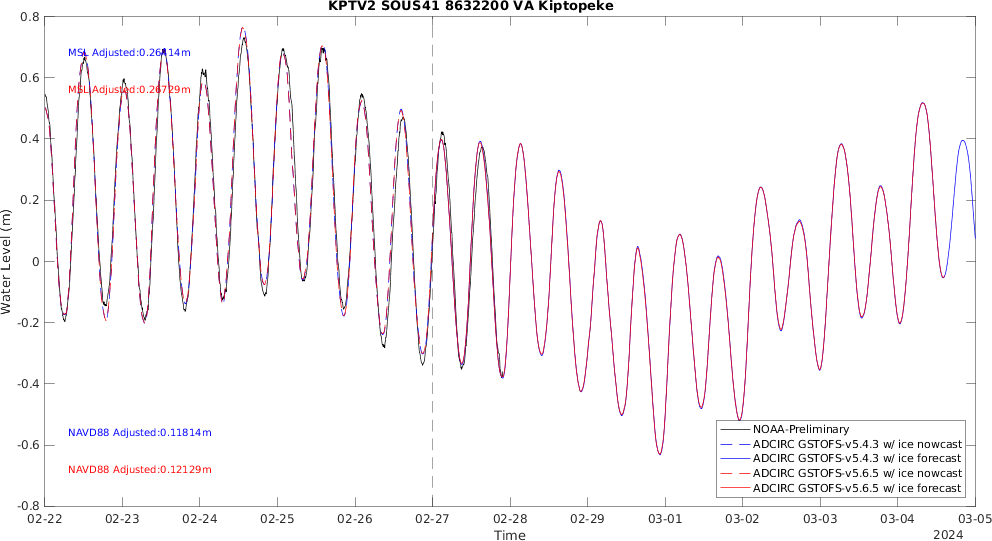 KPTV2 SOUS41 8632200 VA Kiptopeke
MSL Adjusted:0.26414m
MSL Adjusted:0.26729m
NAVD88 Adjusted:0.11814m
NAVD88 Adjusted:0.12129m
Water Level (m)
0.8
0.6
0.4
0.2
0
-0.2
-0.4
-0.6
-0.8
NOAA-Preliminary
ADCIRC GSTOFS-v5.4.3 w/ ice nowcast
ADCIRC GSTOFS-v5.4.3 w/ ice forecast
ADCIRC GSTOFS-v5.6.5 w/ ice nowcast
ADCIRC GSTOFS-v5.6.5 w/ ice forecast
02-22 02-23 02-24 02-25 02-26 02-27 02-28 02-29 03-01 03-02 03-03 03-04 03-05
Time
2024